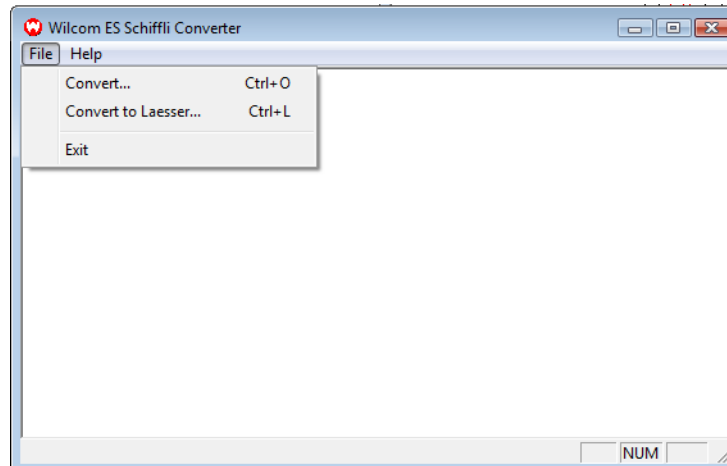 Wilcom ES Schiffli Converter
File Help
Convert... Ctrl+O
Convert to Laesser... Ctrl+L
Exit
NUM